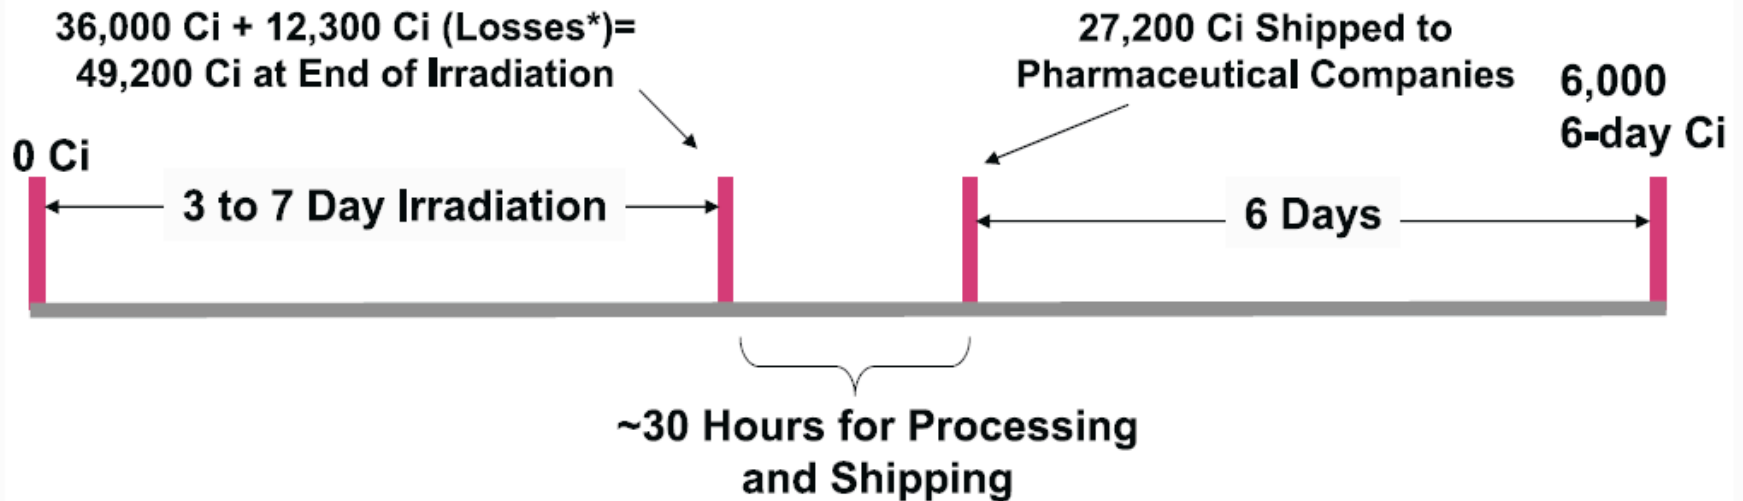 36,000 Ci + 12,300 Ci (Losses*)=
49,200 Ci at End of Irradiation
27,200 Ci Shipped to
Pharmaceutical Companies
6,000
6-day Ci
0 Ci
3 to 7 Day Irradiation
6 Days
~30 Hours for Processing
and Shipping